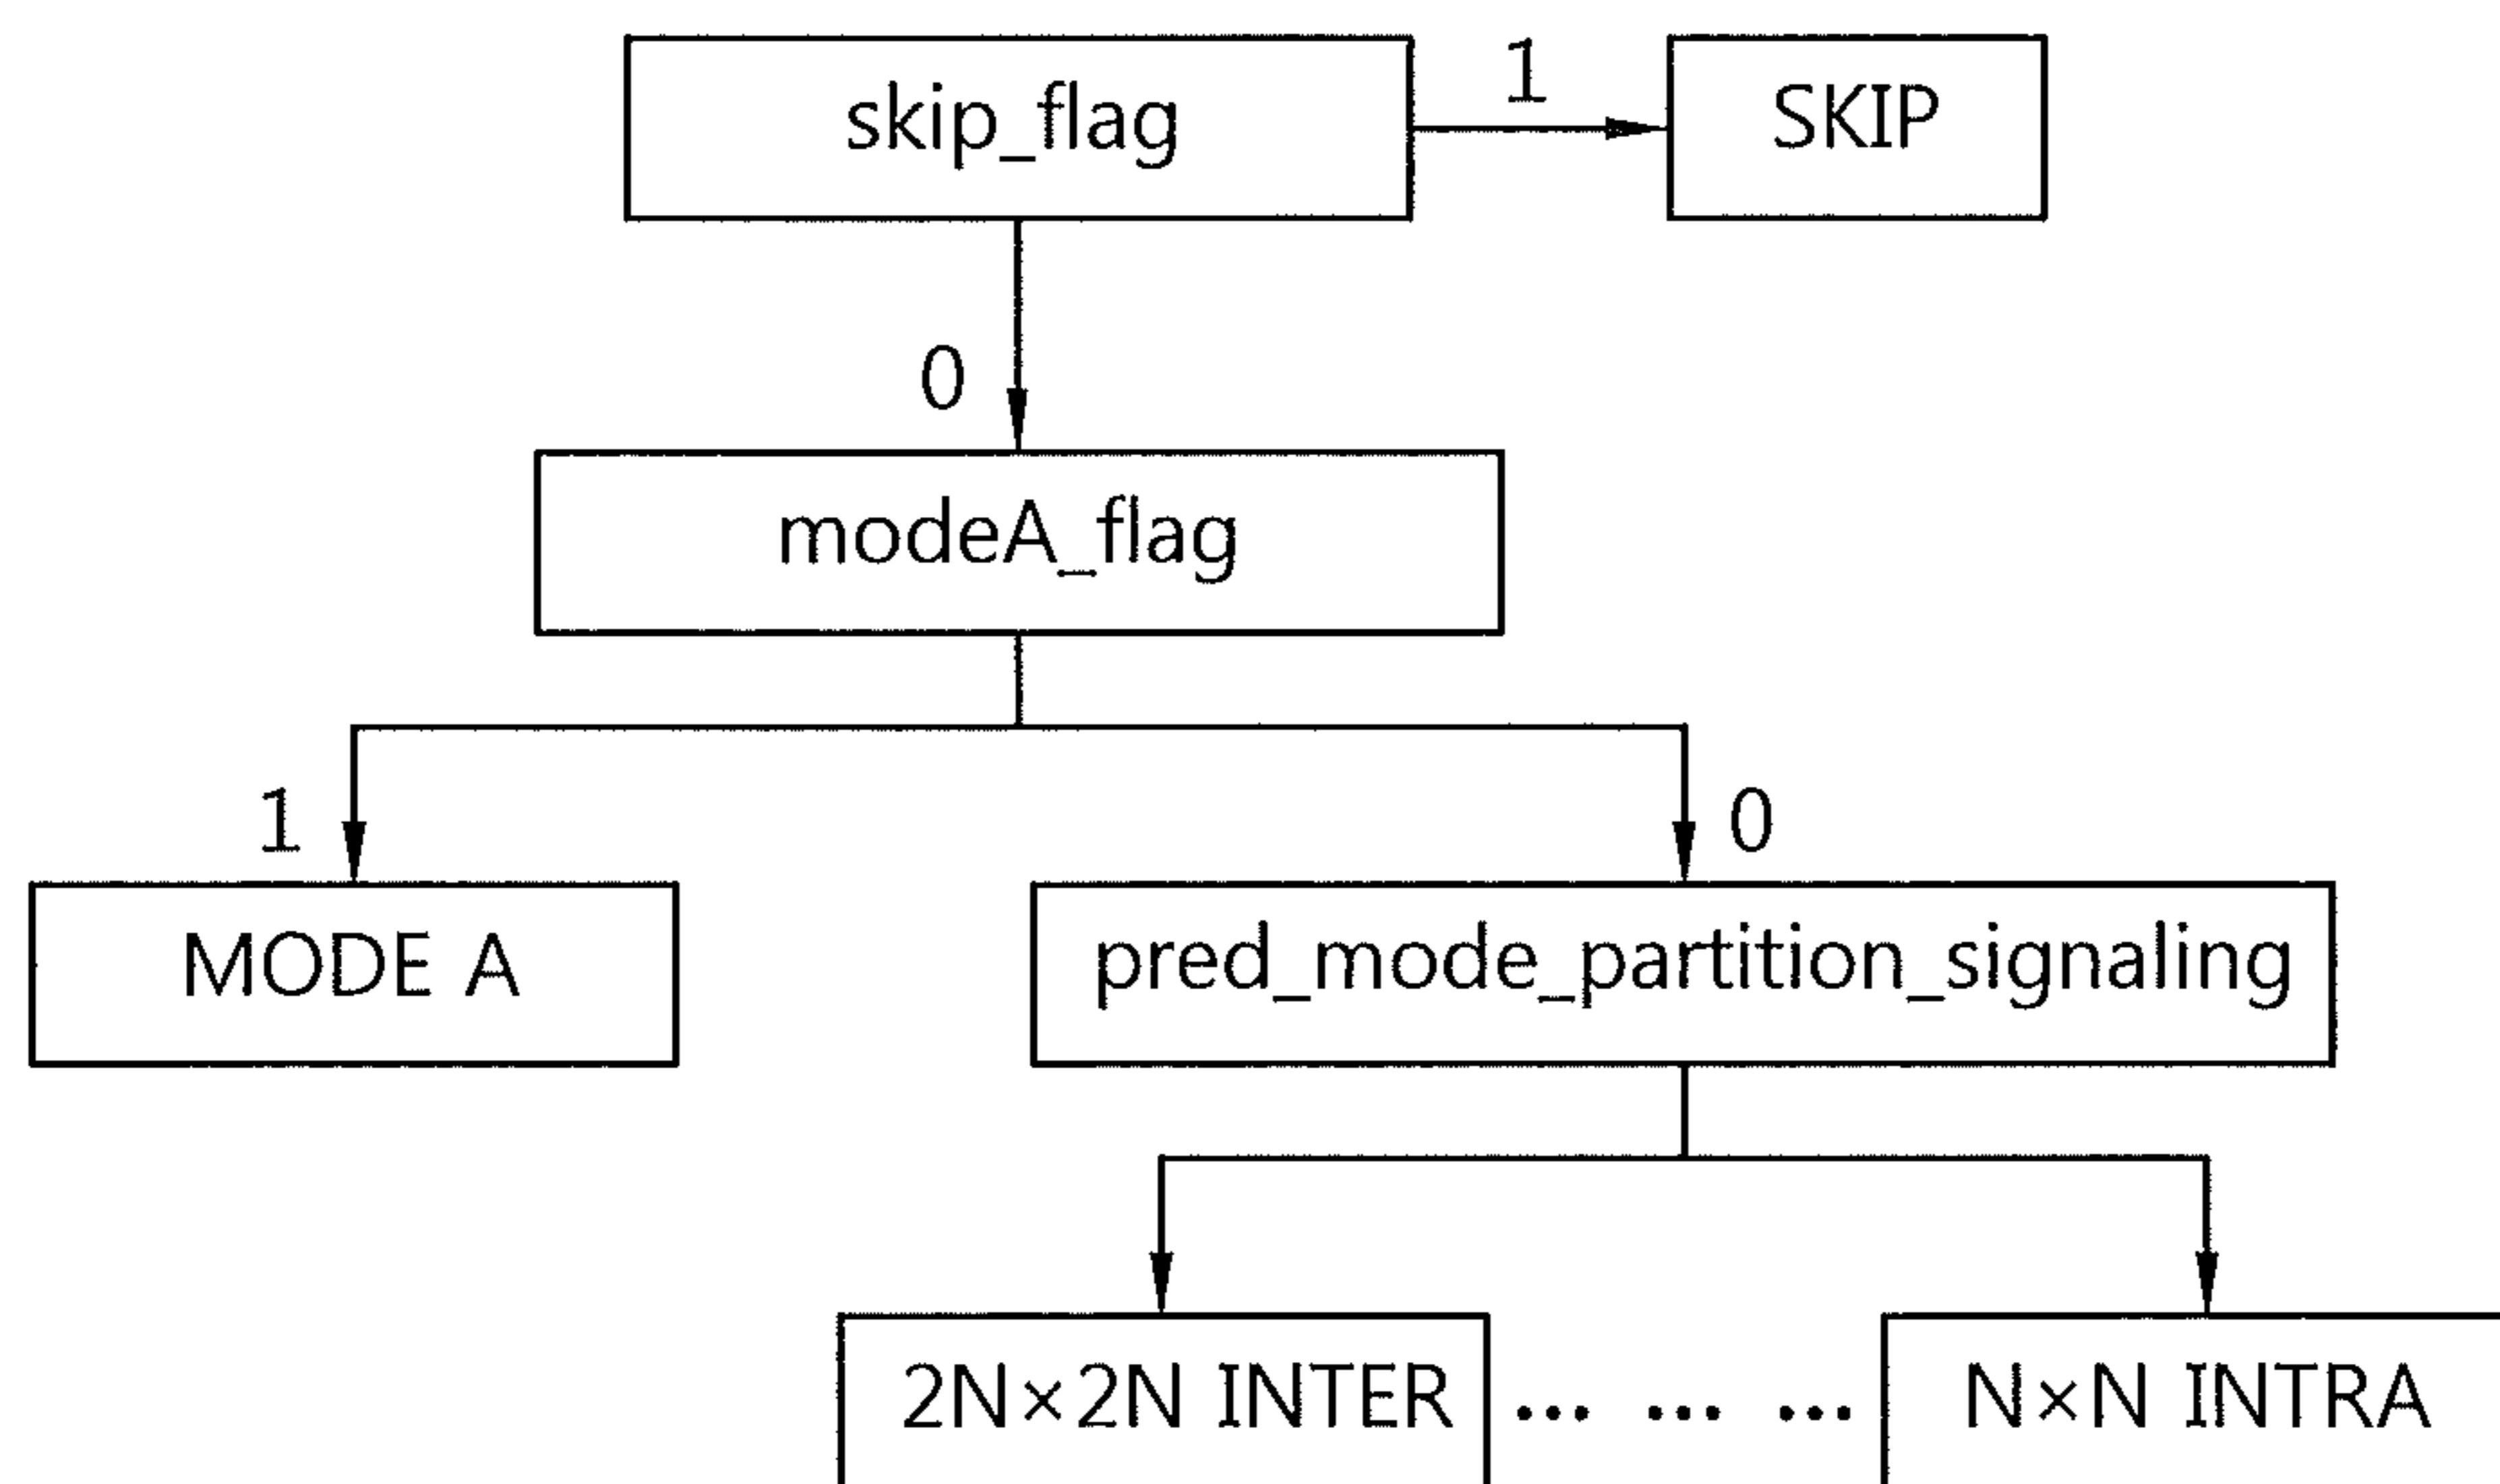 skip_flag
1
SKIP
0
modeA_flag
1
0
MODE A
pred_mode_partition_signaling
2N×2N INTER
... ... ...
N×N INTRA